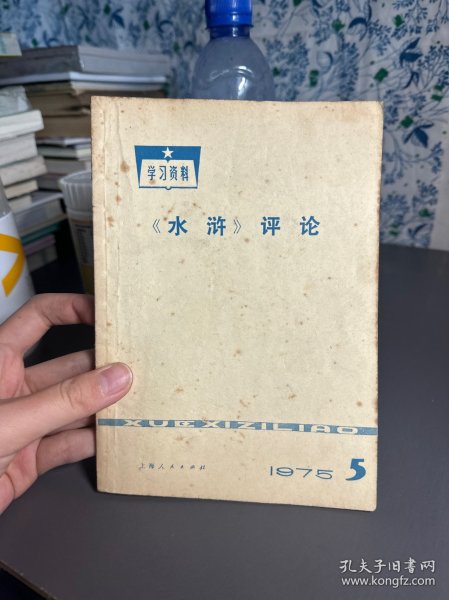 学习资料
《水浒》评论
XUEXIZILIAO
上海人民出版社
1975 5
孔夫子旧书网
www.kongfz.com